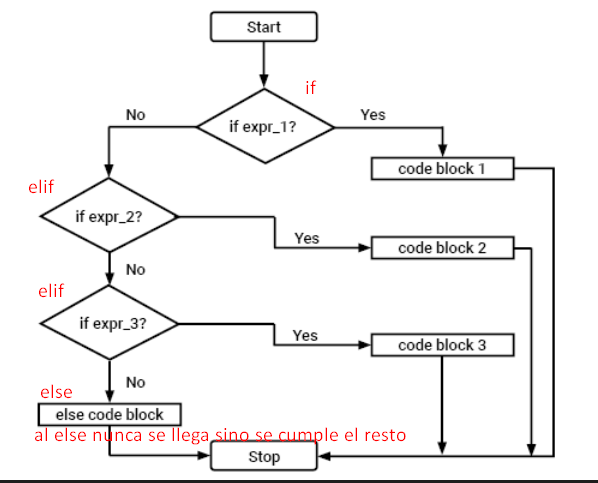 Start
if
No
if expr_1?
Yes
code block 1
elif
if expr_2?
Yes
code block 2
No
elif
if expr_3?
Yes
code block 3
No
else
else code block
al else nunca se llega sino se cumple el resto
Stop